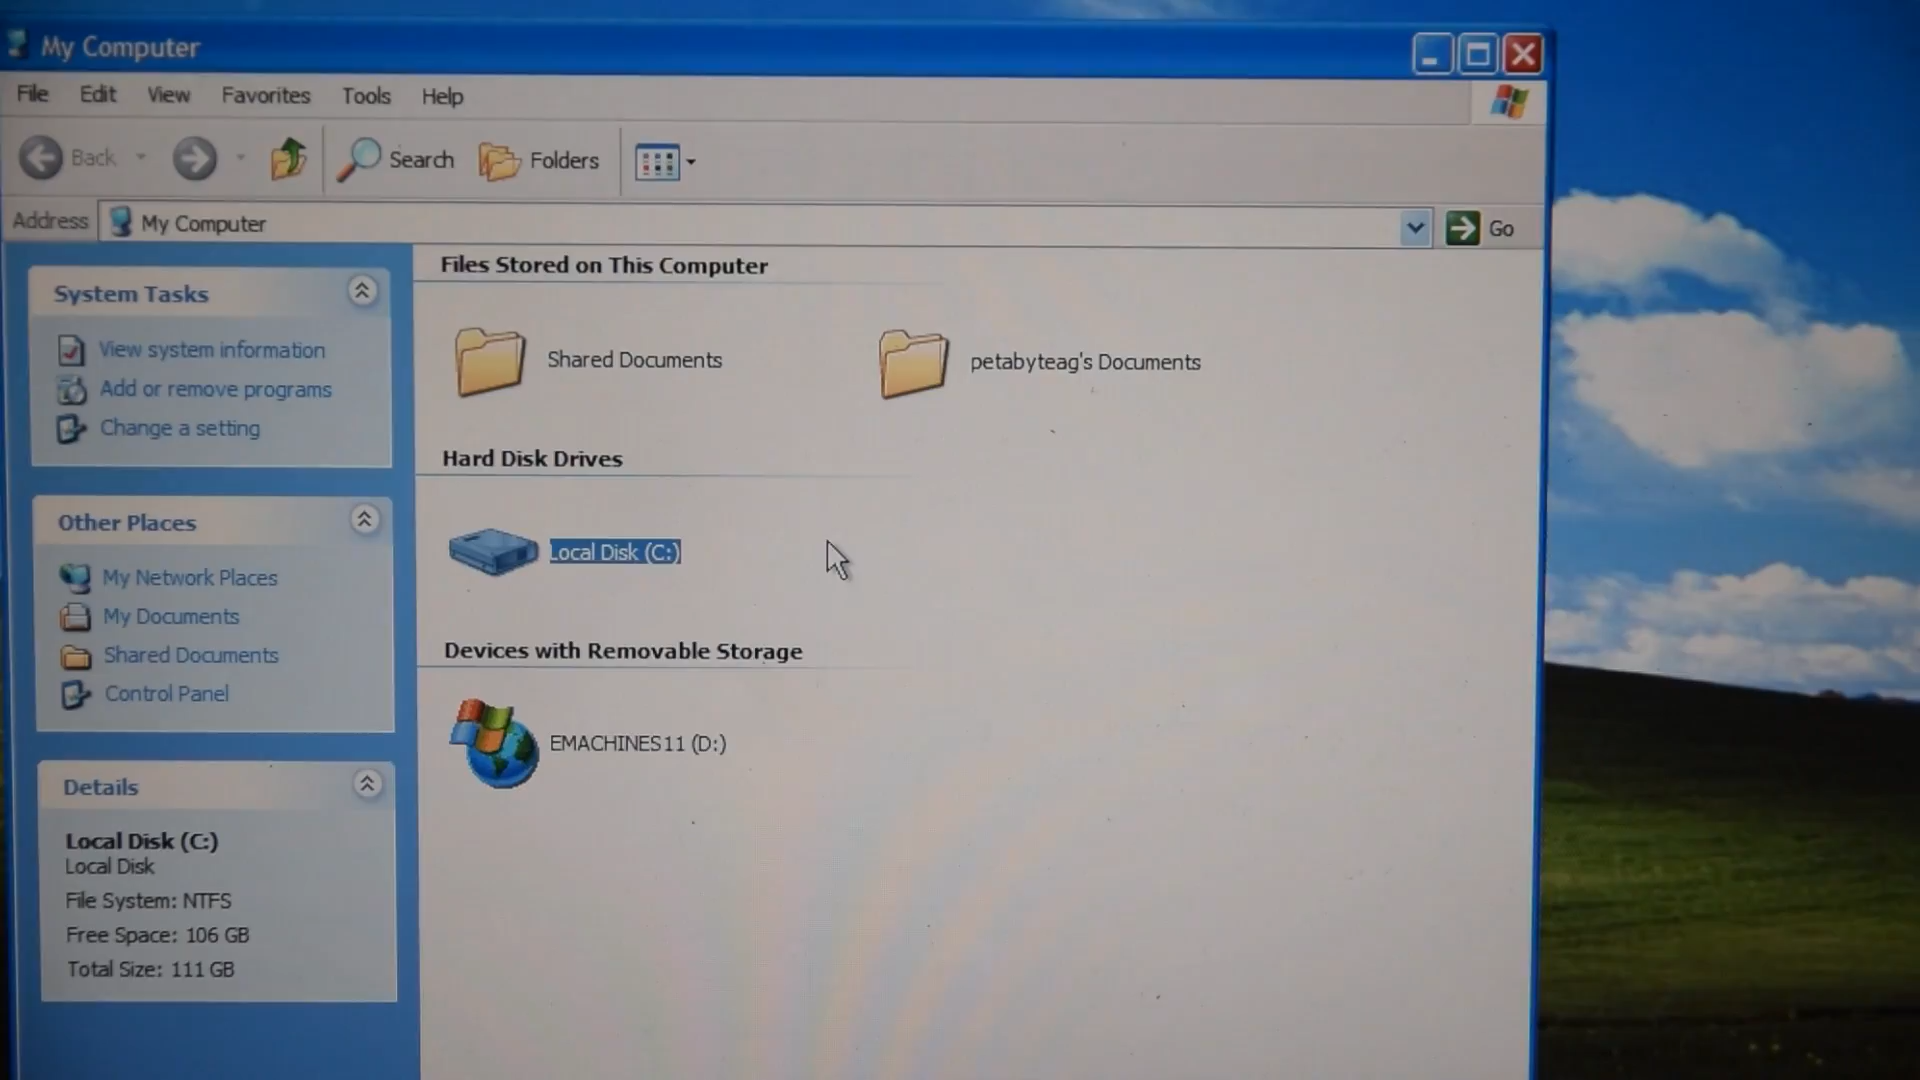 My Computer
File Edit View Favorites Tools Help
Back Search Folders
Address My Computer Go
System Tasks
View system information
Add or remove programs
Change a setting
Other Places
My Network Places
My Documents
Shared Documents
Control Panel
Details
Local Disk (C:)
Local Disk
File System: NTFS
Free Space: 106 GB
Total Size: 111 GB
Files Stored on This Computer
Shared Documents petabyteag's Documents
Hard Disk Drives
Local Disk (C:)
Devices with Removable Storage
EMACHINES11 (D:)